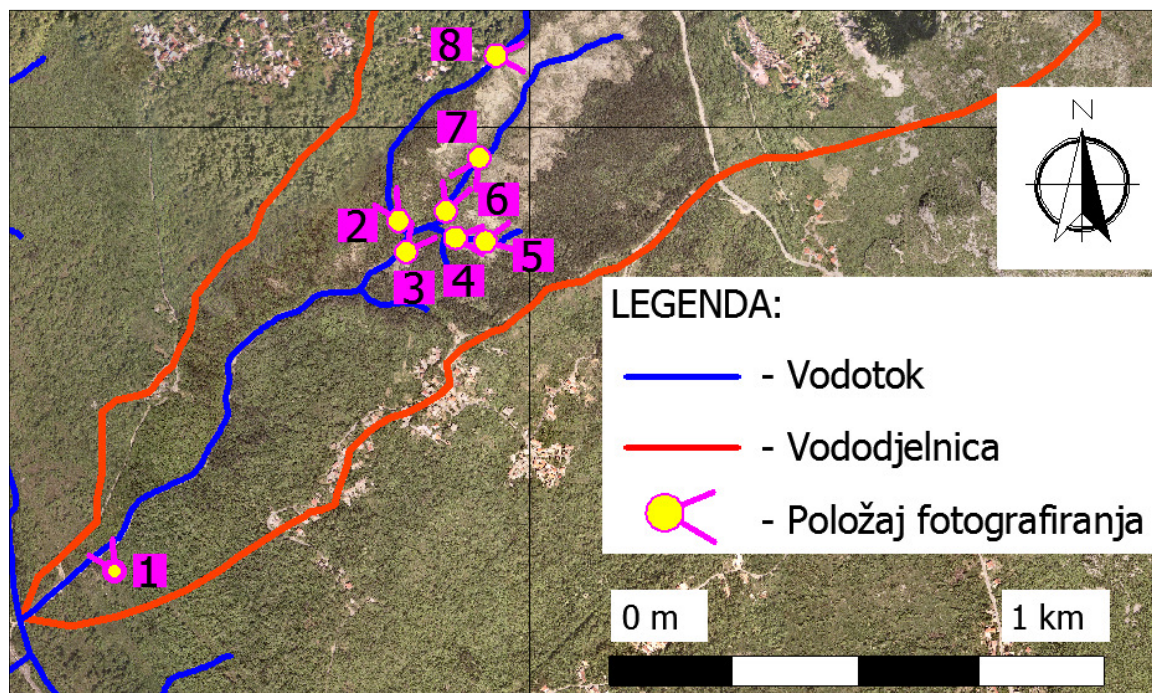 8
7
N
6
2
5
3
4
LEGENDA:
- Vodotok
- Vododjelnica
- Položaj fotografiranja
1
0 m
1 km